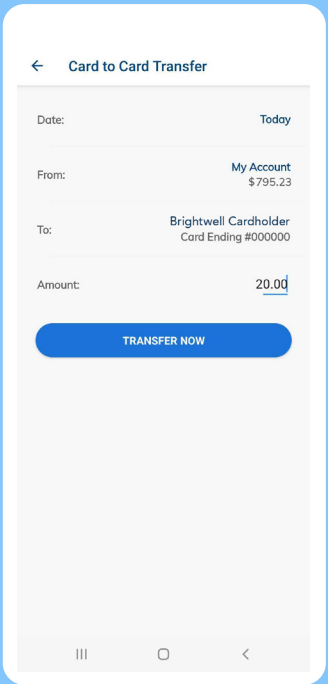 Card to Card Transfer
Date:
Today
From:
My Account
$795.23
To:
Brightwell Cardholder
Card Ending #000000
Amount:
20.00
TRANSFER NOW